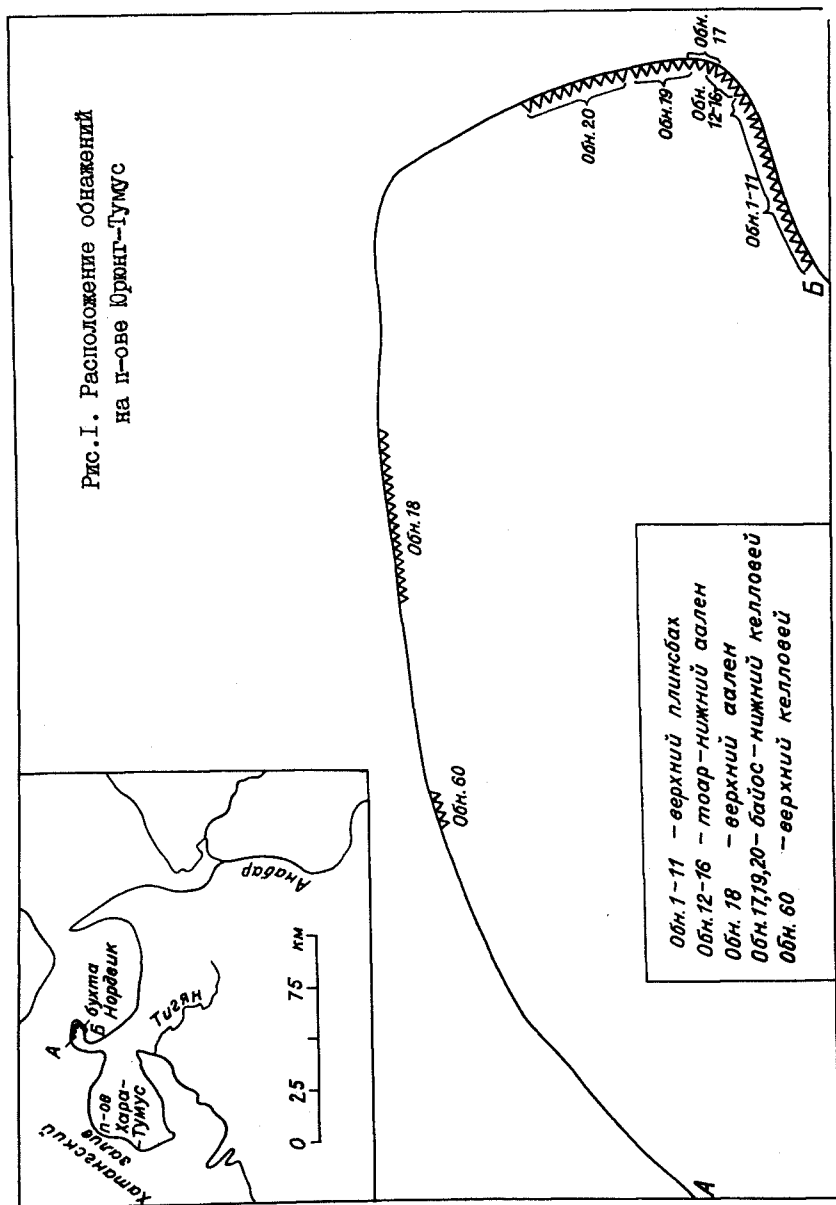 Рис.I. Расположение обнажений
на п-ове Юрюнг-Тумус
Хатангский
залив
п-ов
Хара-
-Тумус
А
Б
бухта
Нордвик
Тигян
Анабар
0 25 75 км
А
Обн. 60
Обн. 18
Обн. 20
Обн. 19
Обн.
17
Обн.
12-16
Обн. 1-11
Б
Обн. 1-11 - верхний плинсбах
Обн. 12-16 - тоар-нижний аален
Обн. 18 - верхний аален
Обн. 17,19,20 - байос-нижний келловей
Обн. 60 - верхний келловей